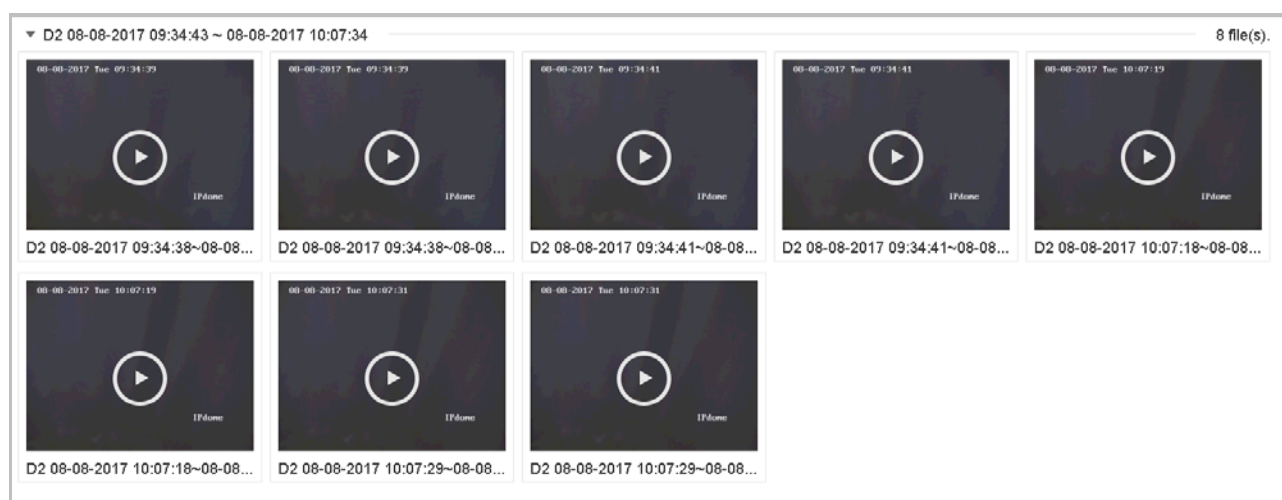 D2 08-08-2017 09:34:43 ~ 08-08-2017 10:07:34 8 file(s).
08-08-2017 Tue 09:34:39
08-08-2017 Tue 09:34:39
08-08-2017 Tue 09:34:41
08-08-2017 Tue 09:34:41
08-08-2017 Tue 10:07:19
IPdome
IPdome
IPdome
IPdome
IPdome
D2 08-08-2017 09:34:38~08-08...
D2 08-08-2017 09:34:38~08-08...
D2 08-08-2017 09:34:41~08-08...
D2 08-08-2017 09:34:41~08-08...
D2 08-08-2017 10:07:18~08-08...
08-08-2017 Tue 10:07:19
08-08-2017 Tue 10:07:31
08-08-2017 Tue 10:07:31
IPdome
IPdome
IPdome
D2 08-08-2017 10:07:18~08-08...
D2 08-08-2017 10:07:29~08-08...
D2 08-08-2017 10:07:29~08-08...